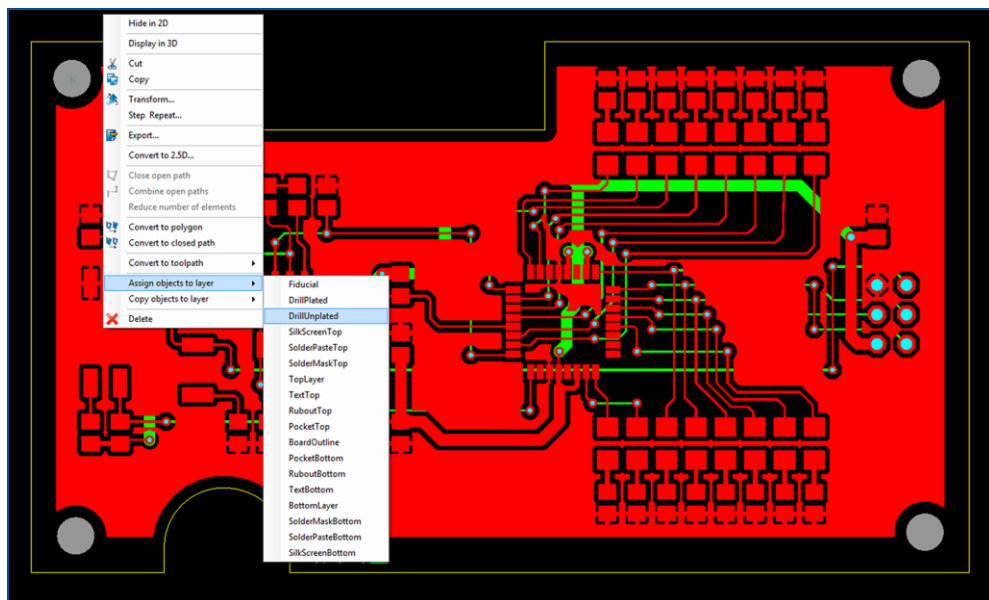 Hide in 2D
Display in 3D
Cut
Copy
Transform...
Step Repeat...
Export...
Convert to 2.5D...
Close open path
Combine open paths
Reduce number of elements
Convert to polygon
Convert to closed path
Convert to toolpath
Assign objects to layer
Copy objects to layer
Delete
Fiducial
DrillPlated
DrillUnplated
SilkScreenTop
SolderPasteTop
SolderMaskTop
TopLayer
TextTop
RuboutTop
PocketTop
BoardOutline
PocketBottom
RuboutBottom
TextBottom
BottomLayer
SolderMaskBottom
SolderPasteBottom
SilkScreenBottom